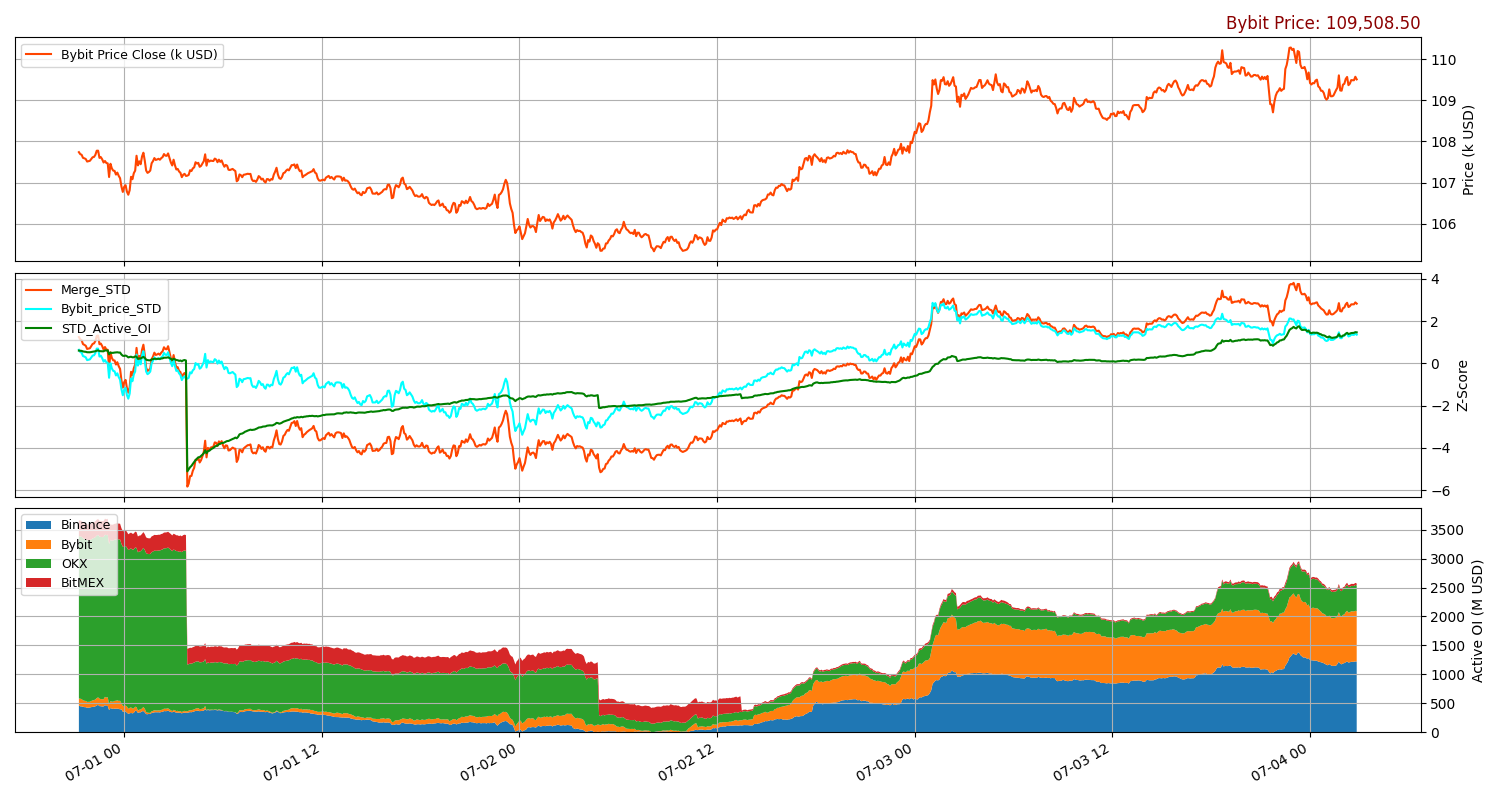 Bybit Price: 109,508.50
Bybit Price Close (k USD)
110
109
108
107
106
Price (k USD)
Merge_STD
Bybit_price_STD
STD_Active_OI
4
2
0
−2
−4
−6
Z-score
Binance
Bybit
OKX
BitMEX
3500
3000
2500
2000
1500
1000
500
0
Active OI (M USD)
07-01 00
07-01 12
07-02 00
07-02 12
07-03 00
07-03 12
07-04 00